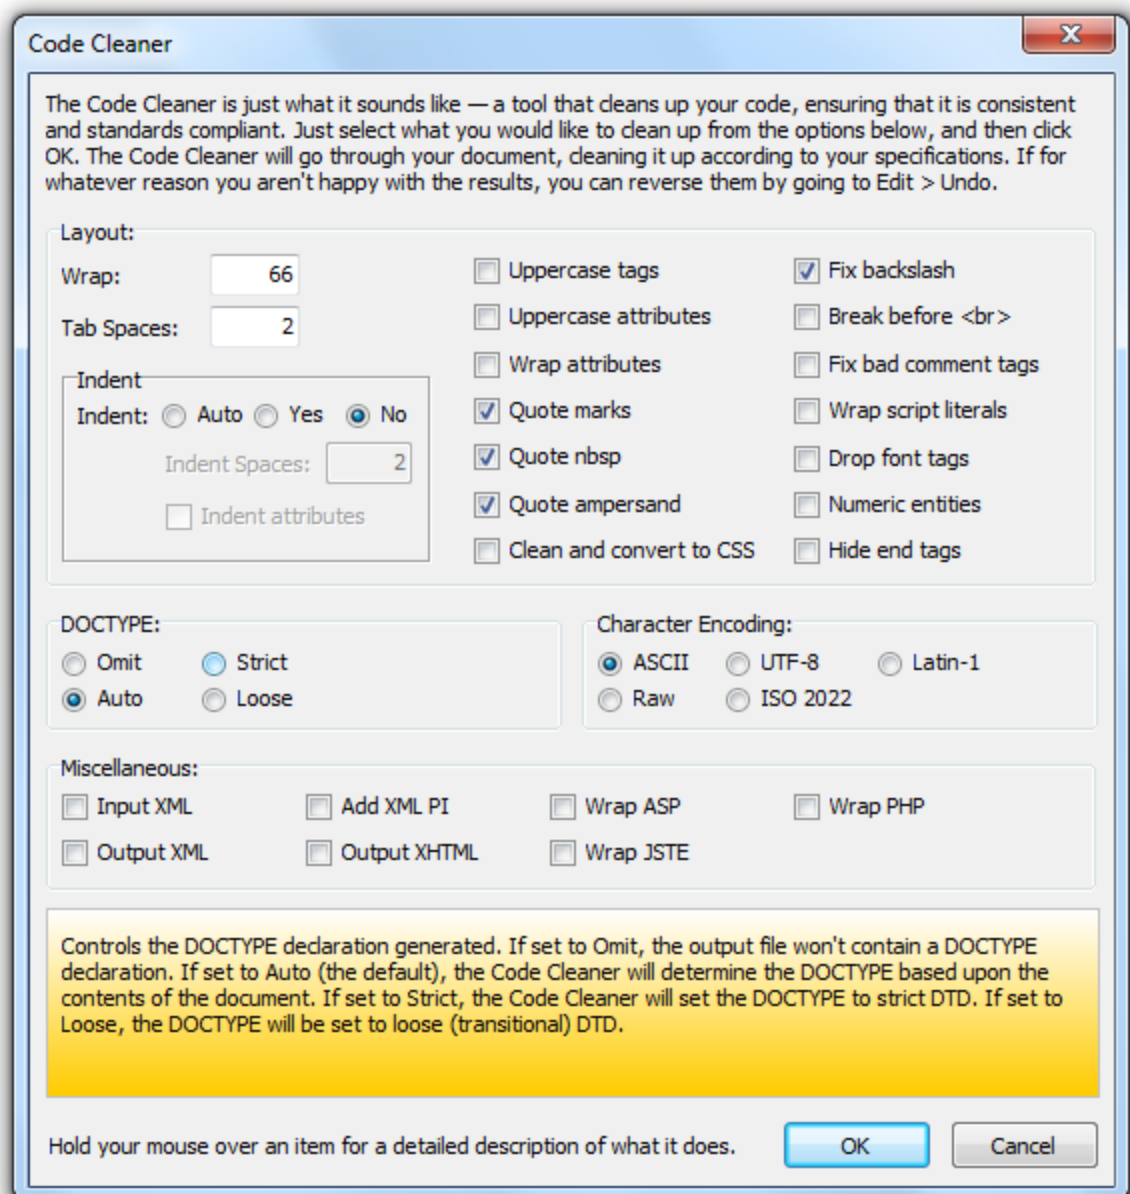 Code Cleaner
The Code Cleaner is just what it sounds like — a tool that cleans up your code, ensuring that it is consistent
and standards compliant. Just select what you would like to clean up from the options below, and then click
OK. The Code Cleaner will go through your document, cleaning it up according to your specifications. If for
whatever reason you aren't happy with the results, you can reverse them by going to Edit > Undo.
Layout:
Wrap: 66
Tab Spaces: 2
Indent
Indent: Auto Yes No
Indent Spaces: 2
Indent attributes
Uppercase tags
Uppercase attributes
Wrap attributes
Quote marks
Quote nbsp
Quote ampersand
Clean and convert to CSS
Fix backslash
Break before <br>
Fix bad comment tags
Wrap script literals
Drop font tags
Numeric entities
Hide end tags
DOCTYPE:
Omit Strict
Auto Loose
Character Encoding:
ASCII UTF-8 Latin-1
Raw ISO 2022
Miscellaneous:
Input XML Add XML PI Wrap ASP Wrap PHP
Output XML Output XHTML Wrap JSTE
Controls the DOCTYPE declaration generated. If set to Omit, the output file won't contain a DOCTYPE
declaration. If set to Auto (the default), the Code Cleaner will determine the DOCTYPE based upon the
contents of the document. If set to Strict, the Code Cleaner will set the DOCTYPE to strict DTD. If set to
Loose, the DOCTYPE will be set to loose (transitional) DTD.
Hold your mouse over an item for a detailed description of what it does. OK Cancel